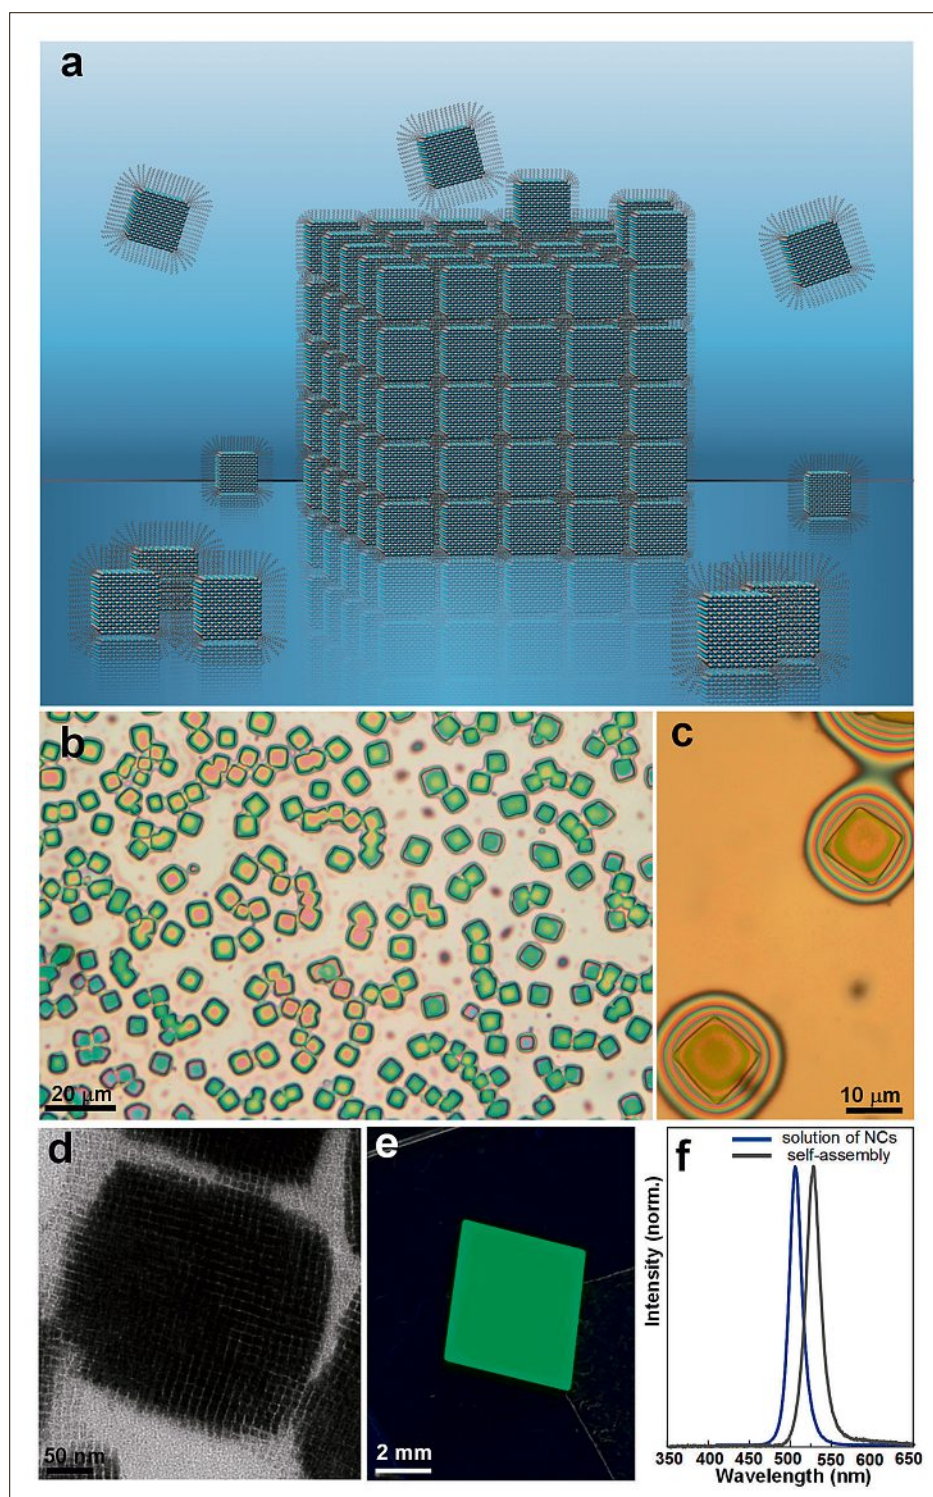 a
b
c
20 μm
10 μm
d
e
f
solution of NCs
self-assembly
Intensity (norm.)
50 nm
2 mm
350 400 450 500 550 600 650
Wavelength (nm)